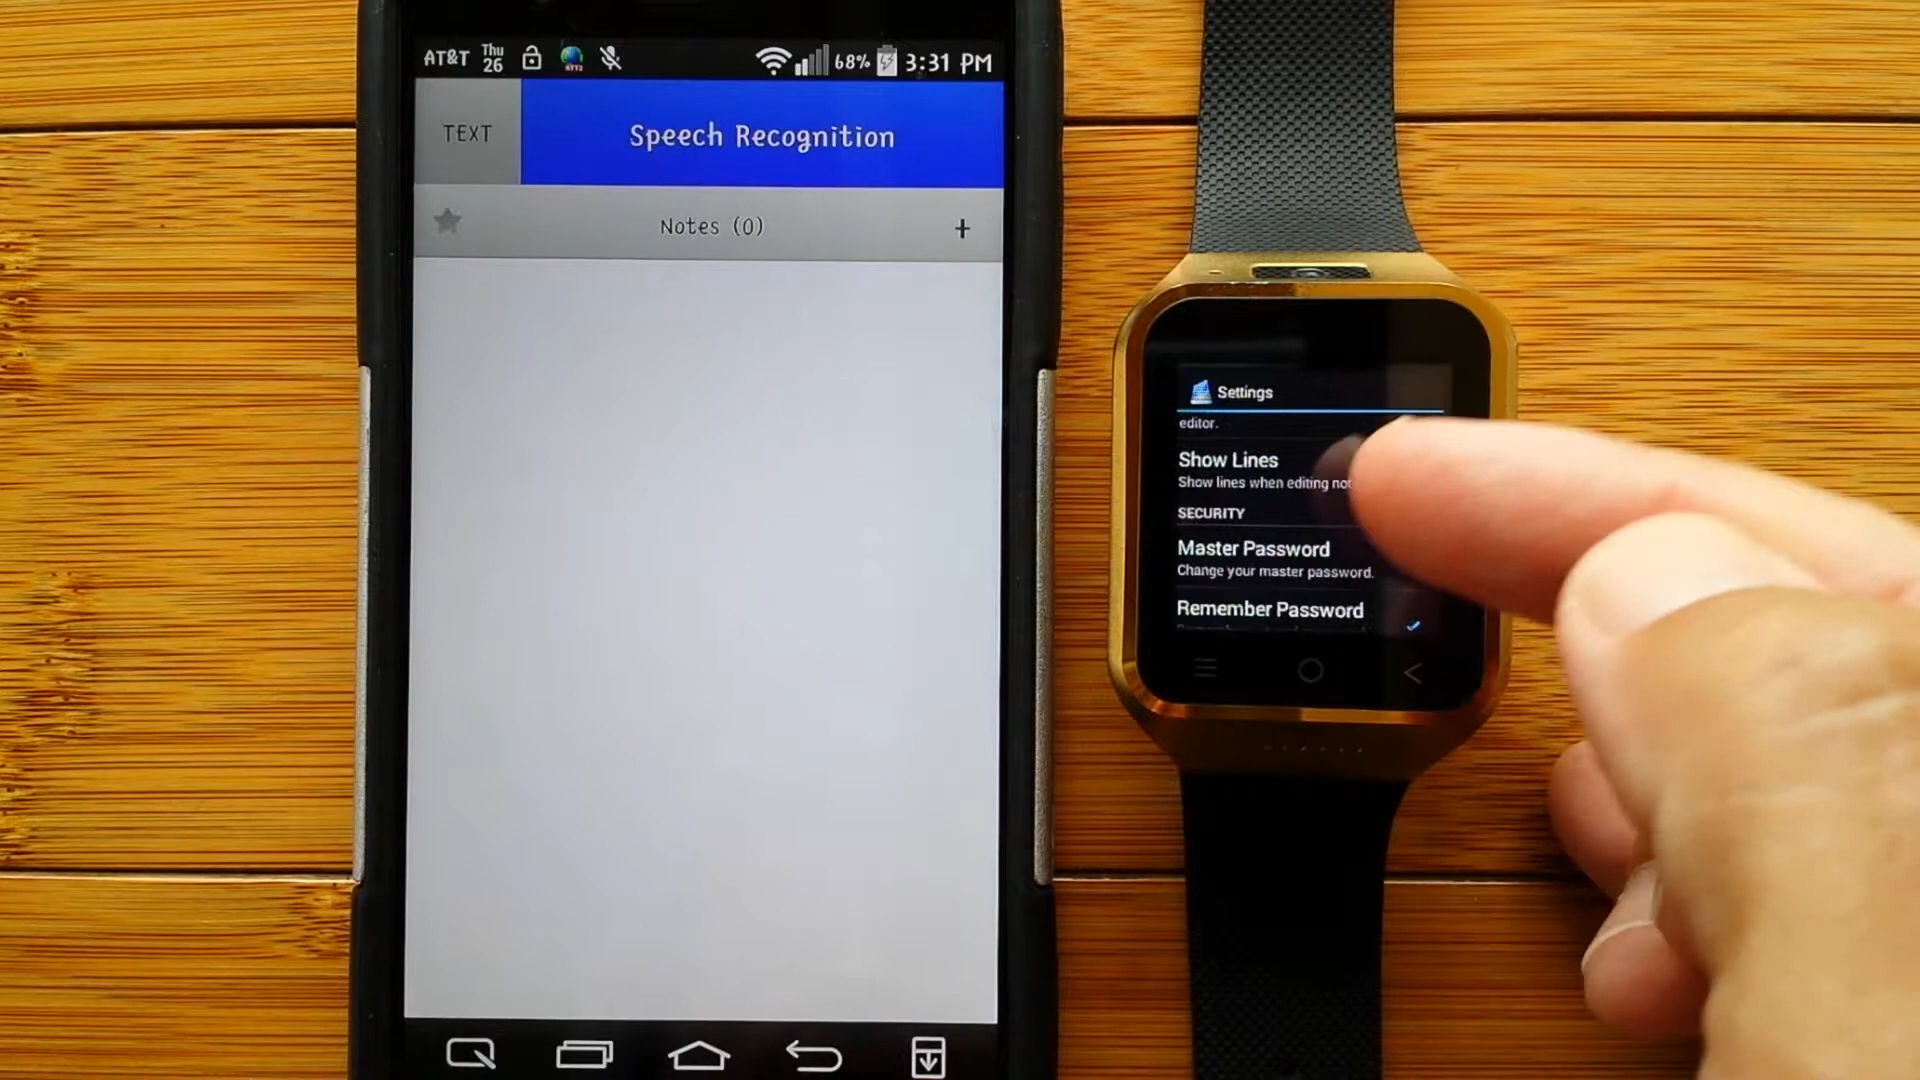 AT&T Thu 26 68% 3:31 PM
TEXT Speech Recognition
Notes (0) +
Settings
editor.
Show Lines
Show lines when editing
SECURITY
Master Password
Change your master password.
Remember Password